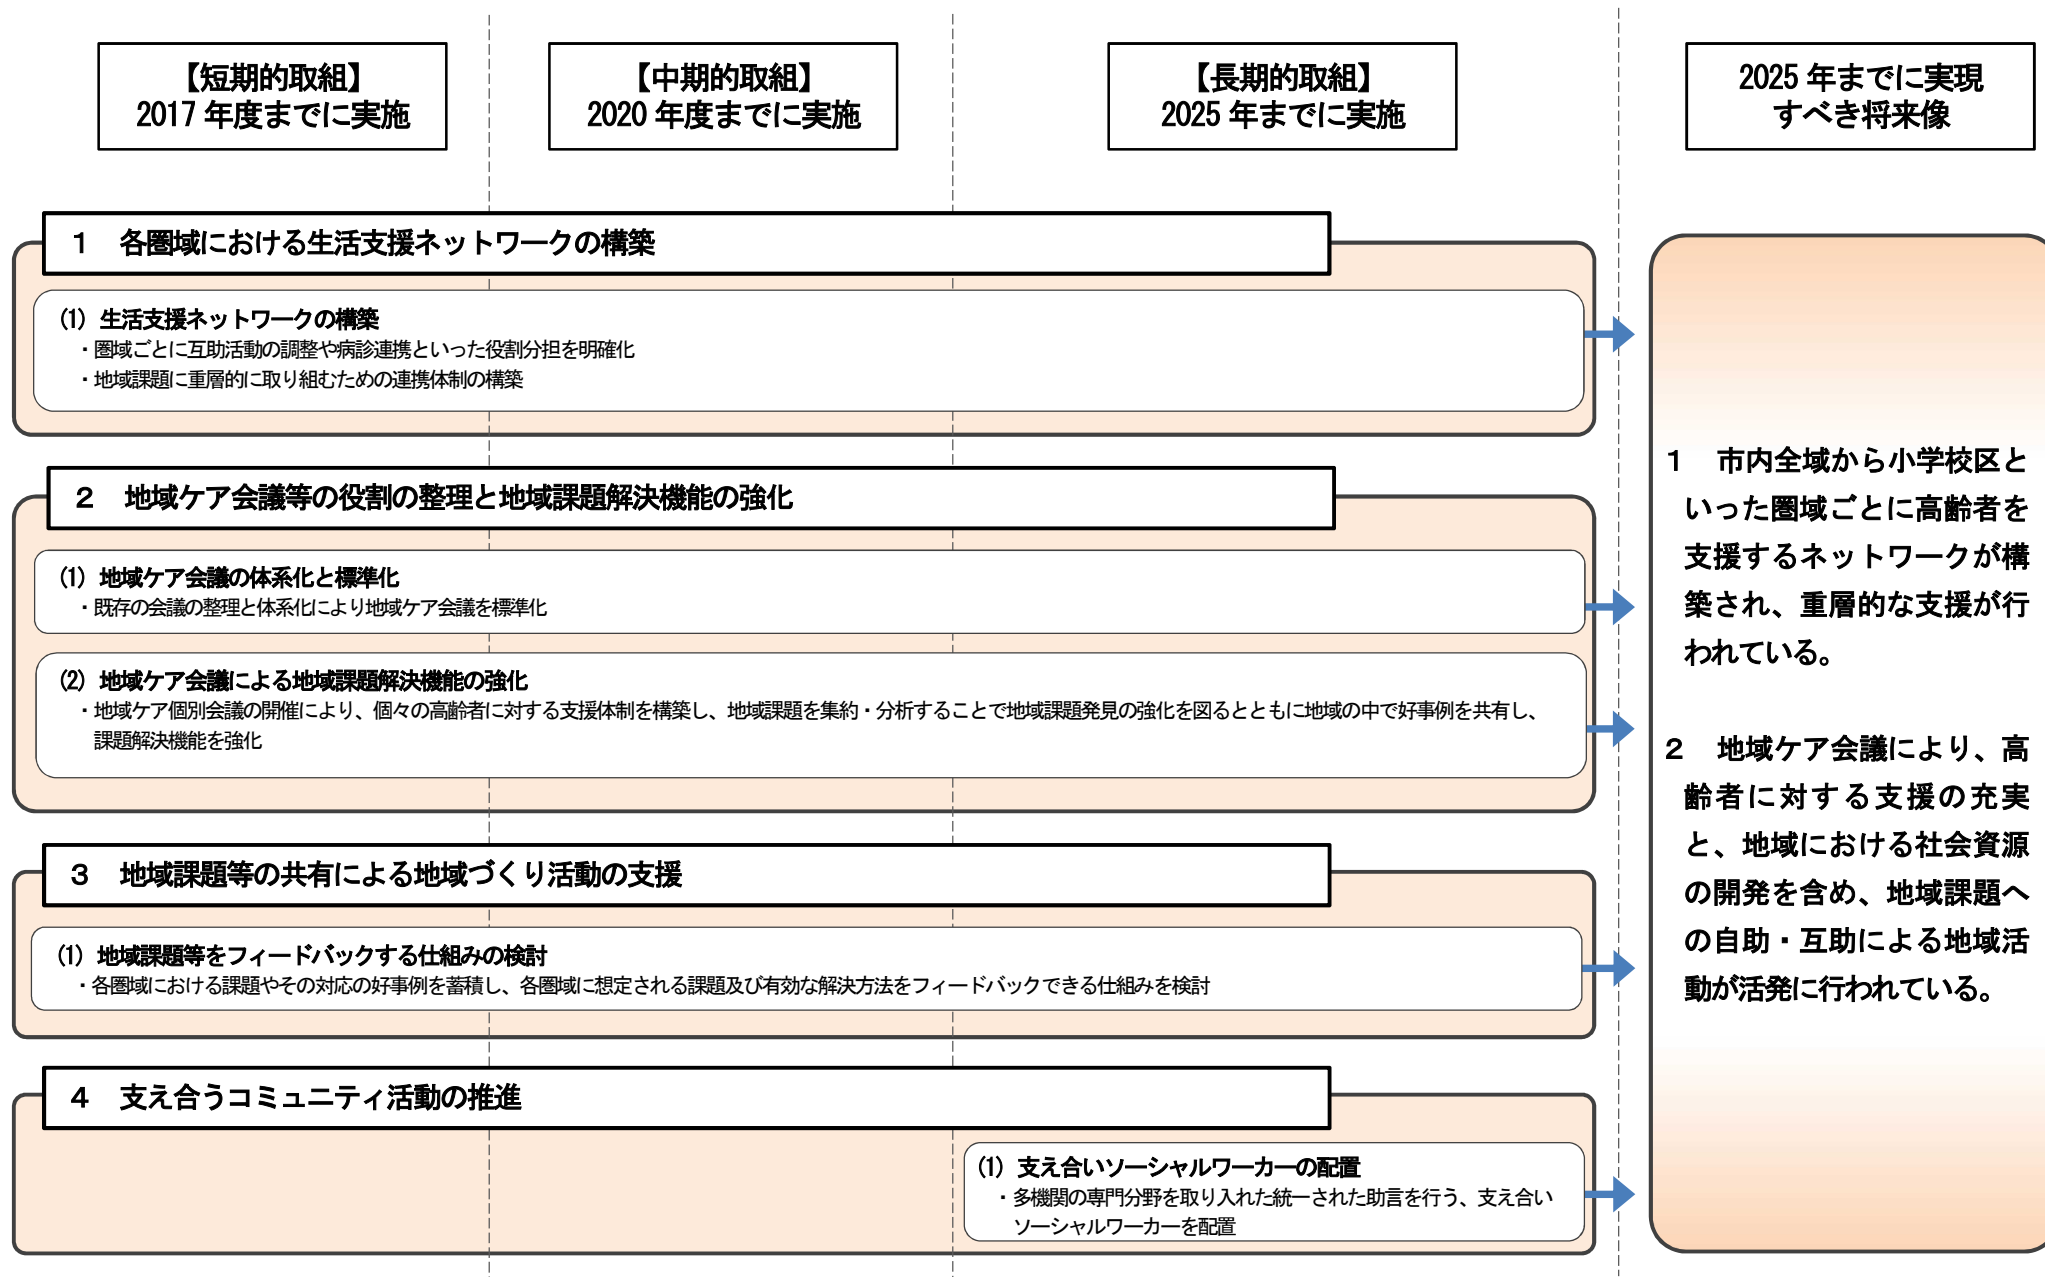 【短期的取組】
2017 年度までに実施
【中期的取組】
2020 年度までに実施
【長期的取組】
2025 年までに実施
2025 年までに実現
すべき将来像
１　各圏域における生活支援ネットワークの構築
(1) 生活支援ネットワークの構築
・圏域ごとに互助活動の調整や病診連携といった役割分担を明確化
・地域課題に重層的に取り組むための連携体制の構築
２　地域ケア会議等の役割の整理と地域課題解決機能の強化
(1) 地域ケア会議の体系化と標準化
・既存の会議の整理と体系化により地域ケア会議を標準化
(2) 地域ケア会議による地域課題解決機能の強化
・地域ケア個別会議の開催により、個々の高齢者に対する支援体制を構築し、地域課題を集約・分析することで地域課題発見の強化を図るとともに地域の中で好事例を共有し、
課題解決機能を強化
３　地域課題等の共有による地域づくり活動の支援
(1) 地域課題等をフィードバックする仕組みの検討
・各圏域における課題やその対応の好事例を蓄積し、各圏域に想定される課題及び有効な解決方法をフィードバックできる仕組みを検討
４　支え合うコミュニティ活動の推進
(1) 支え合いソーシャルワーカーの配置
・多機関の専門分野を取り入れた統一された助言を行う、支え合い
ソーシャルワーカーを配置
１　市内全域から小学校区と
いった圏域ごとに高齢者を
支援するネットワークが構
築され、重層的な支援が行
われている。
２　地域ケア会議により、高
齢者に対する支援の充実
と、地域における社会資源
の開発を含め、地域課題へ
の自助・互助による地域活
動が活発に行われている。